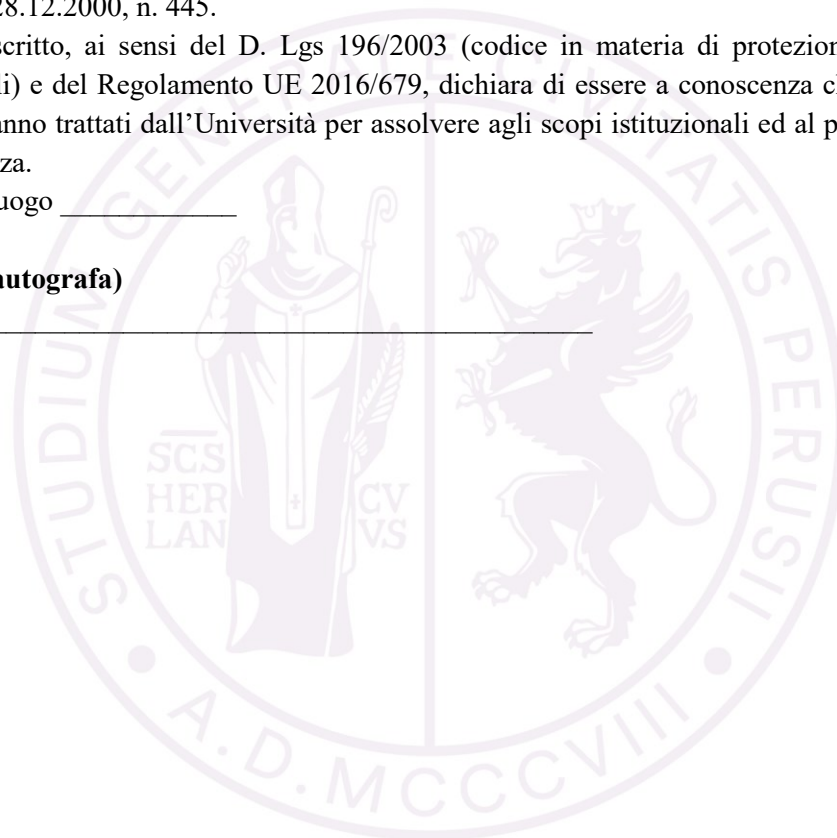 28.12.2000, n. 445.
scritto, ai sensi del D. Lgs 196/2003 (codice in materia di protezion
li) e del Regolamento UE 2016/679, dichiara di essere a conoscenza c
anno trattati dall’Università per assolvere agli scopi istituzionali ed al p
za.
uogo ____________
autografa)
STUDIUM GENERALE CIVITATIS PERUSII
SCS
HER
LAN
CV
VS
A.D. MCCCVIII